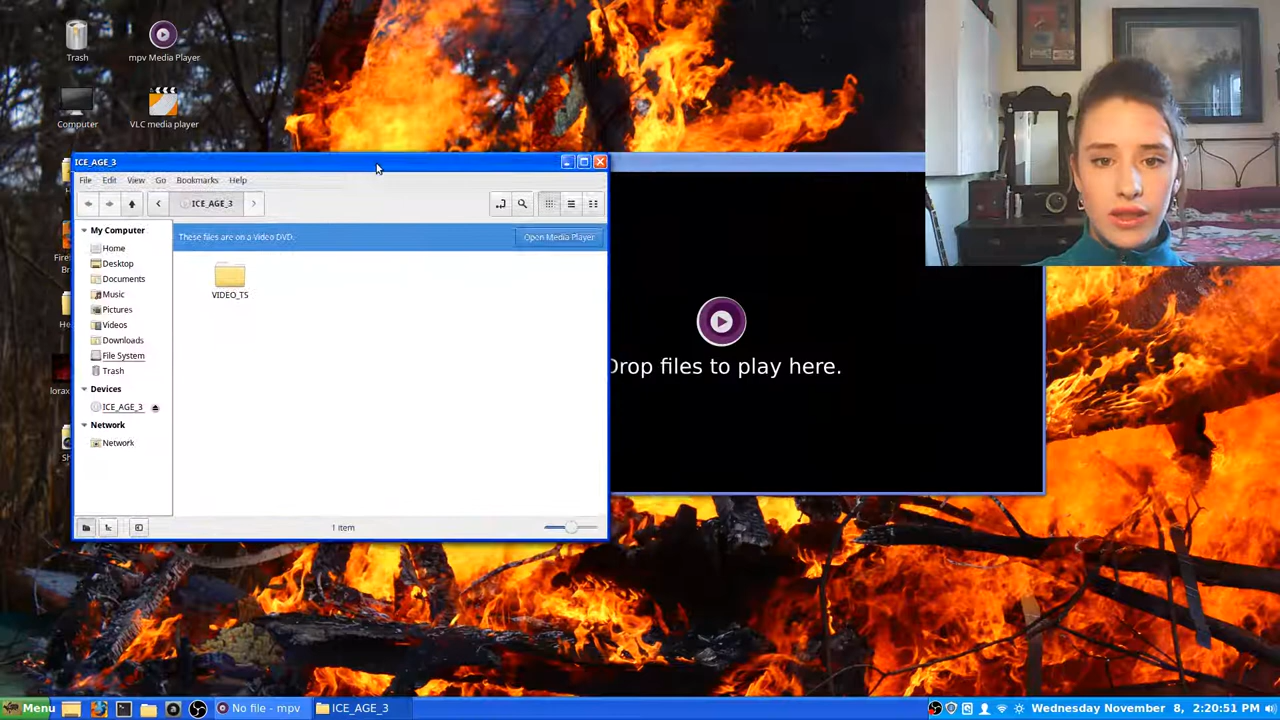 Trash
mpv Media Player
Computer
VLC media player
ICE_AGE_3
File Edit View Go Bookmarks Help
ICE_AGE_3
My Computer
These files are on a Video DVD.
Open Media Player
Home
Desktop
Documents
Music
Pictures
Videos
Downloads
File System
Trash
Devices
ICE_AGE_3
Network
Network
VIDEO_TS
1 item
Drop files to play here.
lorax
Menu
No file - mpv
ICE_AGE_3
Wednesday November 8, 2:20:51 PM